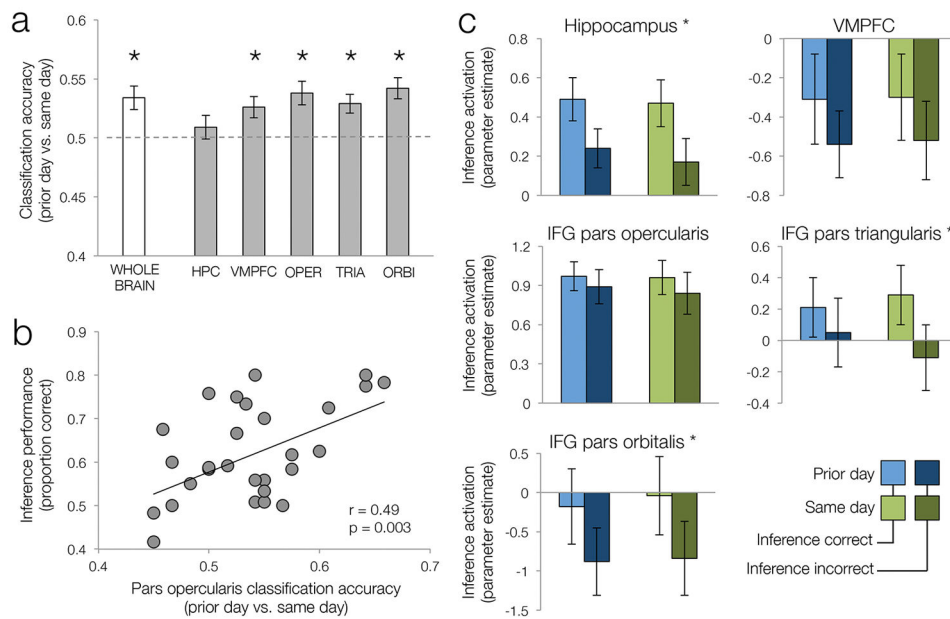 a
Classification accuracy
(prior day vs. same day)
0.6
0.55
0.5
0.45
0.4
*
*
*
*
*
WHOLE
BRAIN
HPC
VMPFC
OPER
TRIA
ORBI
b
Inference performance
(proportion correct)
0.9
0.8
0.7
0.6
0.5
0.4
r = 0.49
p = 0.003
0.4
0.5
0.6
0.7
Pars opercularis classification accuracy
(prior day vs. same day)
c
Hippocampus *
Inference activation
(parameter estimate)
0.8
0.6
0.4
0.2
0
VMPFC
0
-0.2
-0.4
-0.6
-0.8
IFG pars opercularis
Inference activation
(parameter estimate)
1.2
0.9
0.6
0.9
0
IFG pars triangularis *
0.6
0.4
0.2
0
-0.2
-0.4
IFG pars orbitalis *
Inference activation
(parameter estimate)
0.5
0
-0.5
-1
-1.5
Prior day
Same day
Inference correct
Inference incorrect